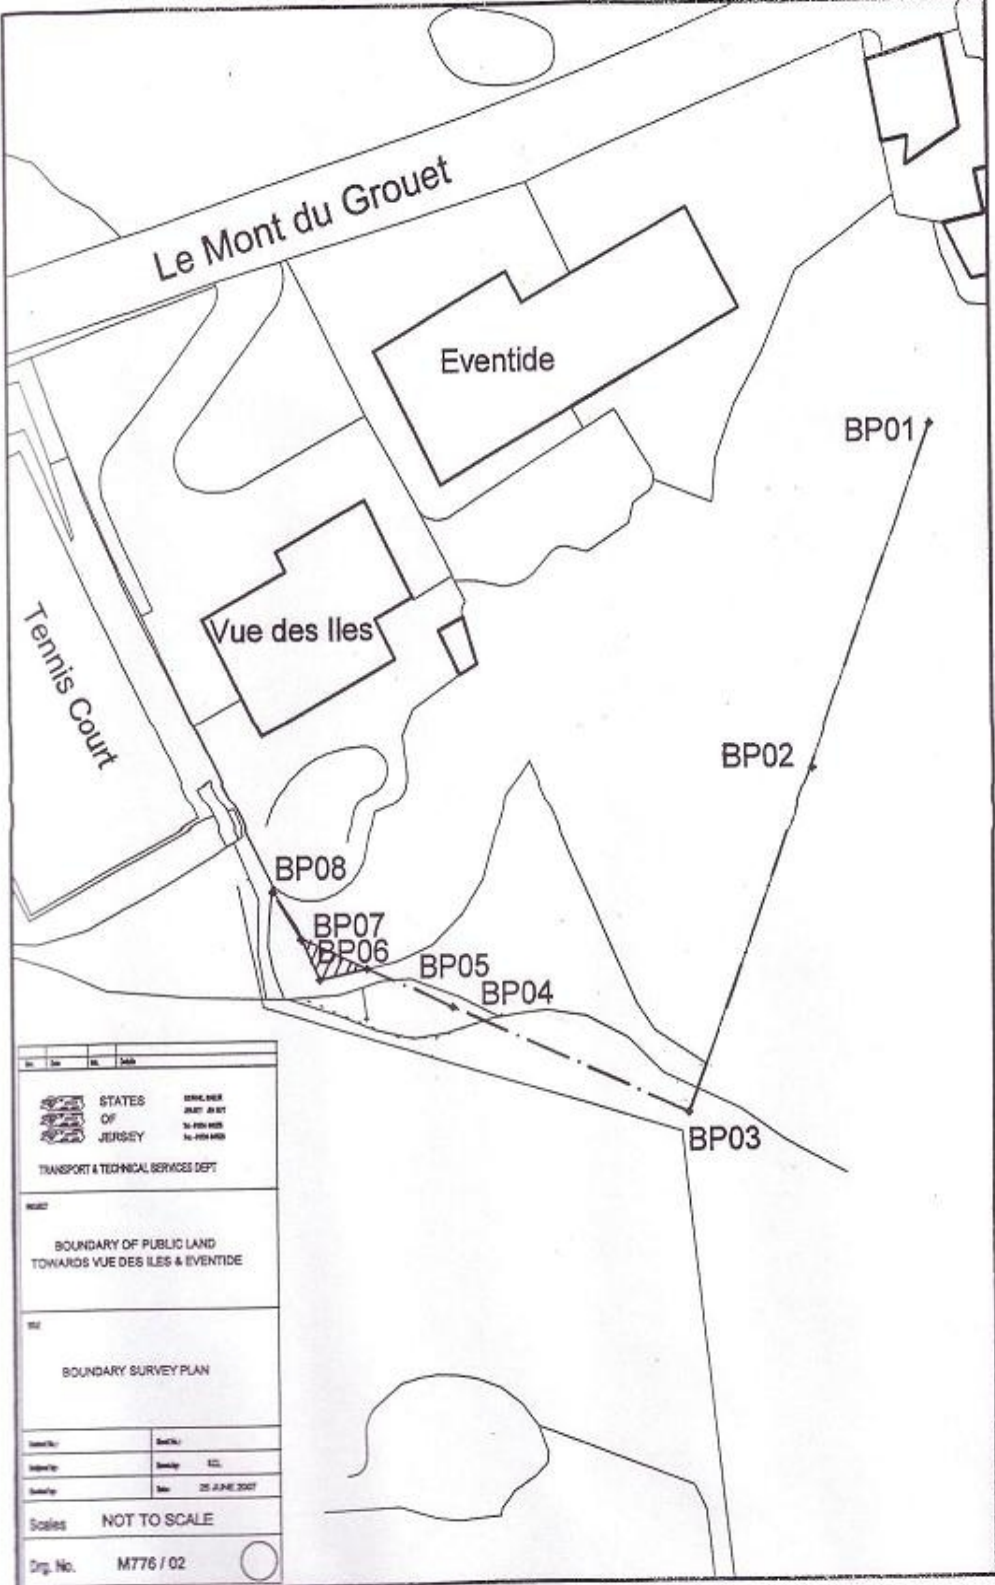 Le Mont du Grouet
Eventide
BP01
Vue des Iles
Tennis Court
BP02
BP08
BP07
BP06
BP05
BP04
BP03
STATES
OF
JERSEY
TRANSPORT & TECHNICAL SERVICES DEPT
BOUNDARY OF PUBLIC LAND
TOWARDS VUE DES ILES & EVENTIDE
BOUNDARY SURVEY PLAN
25 JUNE 2007
Scales NOT TO SCALE
Drg. No. M776 / 02